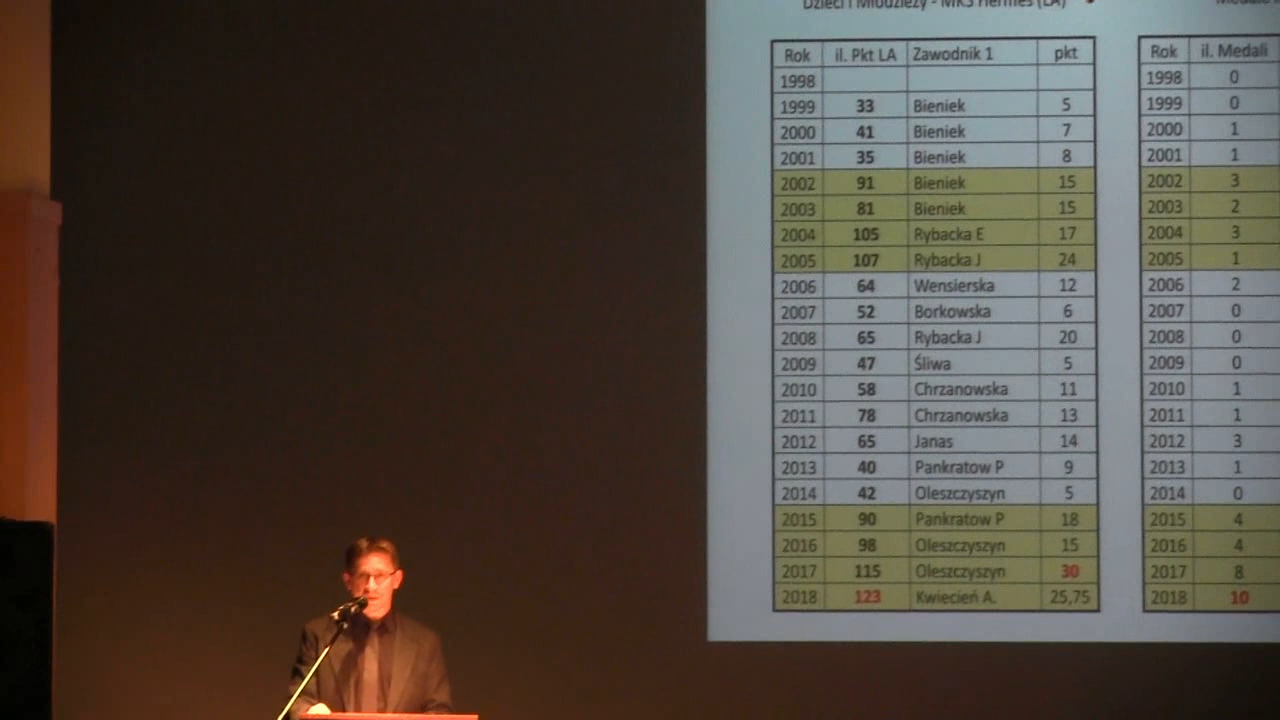 Dzieci i Młodzieży - MKS Hermes (LA)
Rok il. Pkt LA Zawodnik 1 pkt
1998
1999 33 Bieniek 5
2000 41 Bieniek 7
2001 35 Bieniek 8
2002 91 Bieniek 15
2003 81 Bieniek 15
2004 105 Rybacka E 17
2005 107 Rybacka J 24
2006 64 Wensierska 12
2007 52 Borkowska 6
2008 65 Rybacka J 20
2009 47 Śliwa 5
2010 58 Chrzanowska 11
2011 78 Chrzanowska 13
2012 65 Janas 14
2013 40 Pankratow P 9
2014 42 Oleszczyszyn 5
2015 90 Pankratow P 18
2016 98 Oleszczyszyn 15
2017 115 Oleszczyszyn 30
2018 123 Kwiecień A. 25,75
Medale
Rok il. Medali
1998 0
1999 0
2000 1
2001 1
2002 3
2003 2
2004 3
2005 1
2006 2
2007 0
2008 0
2009 0
2010 1
2011 1
2012 3
2013 1
2014 0
2015 4
2016 4
2017 8
2018 10